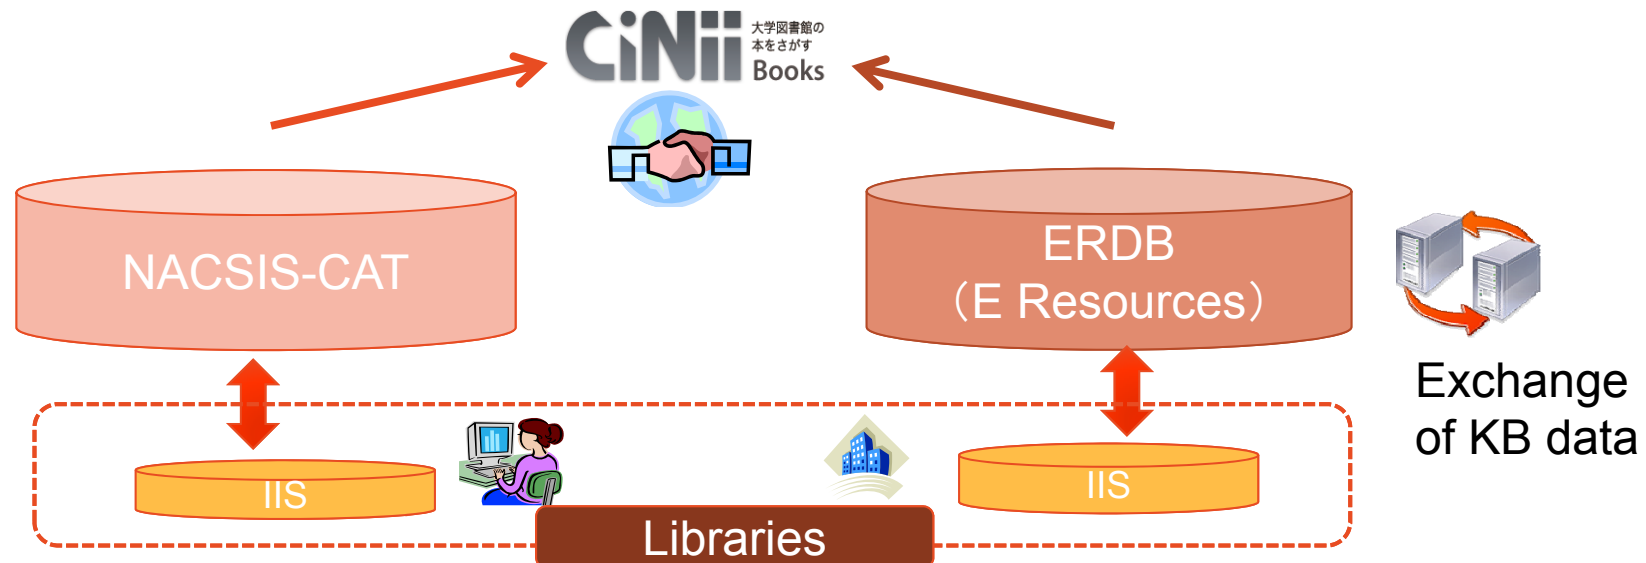 CiNii
大学図書館の
本をさがす
Books
NACSIS-CAT
ERDB
（E Resources）
Exchange
of KB data
IIS
IIS
Libraries